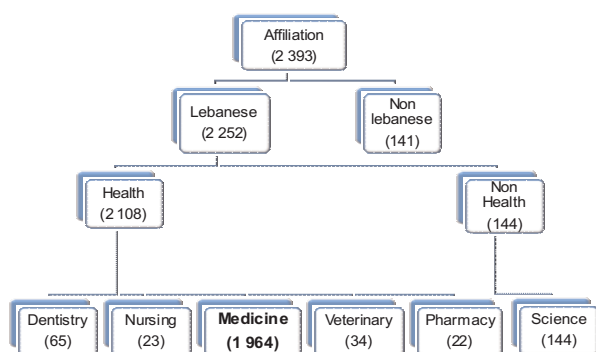 Affiliation
(2 393)
Lebanese
(2 252)
Non
lebanese
(141)
Health
(2 108)
Non
Health
(144)
Dentistry
(65)
Nursing
(23)
Medicine
(1 964)
Veterinary
(34)
Pharmacy
(22)
Science
(144)